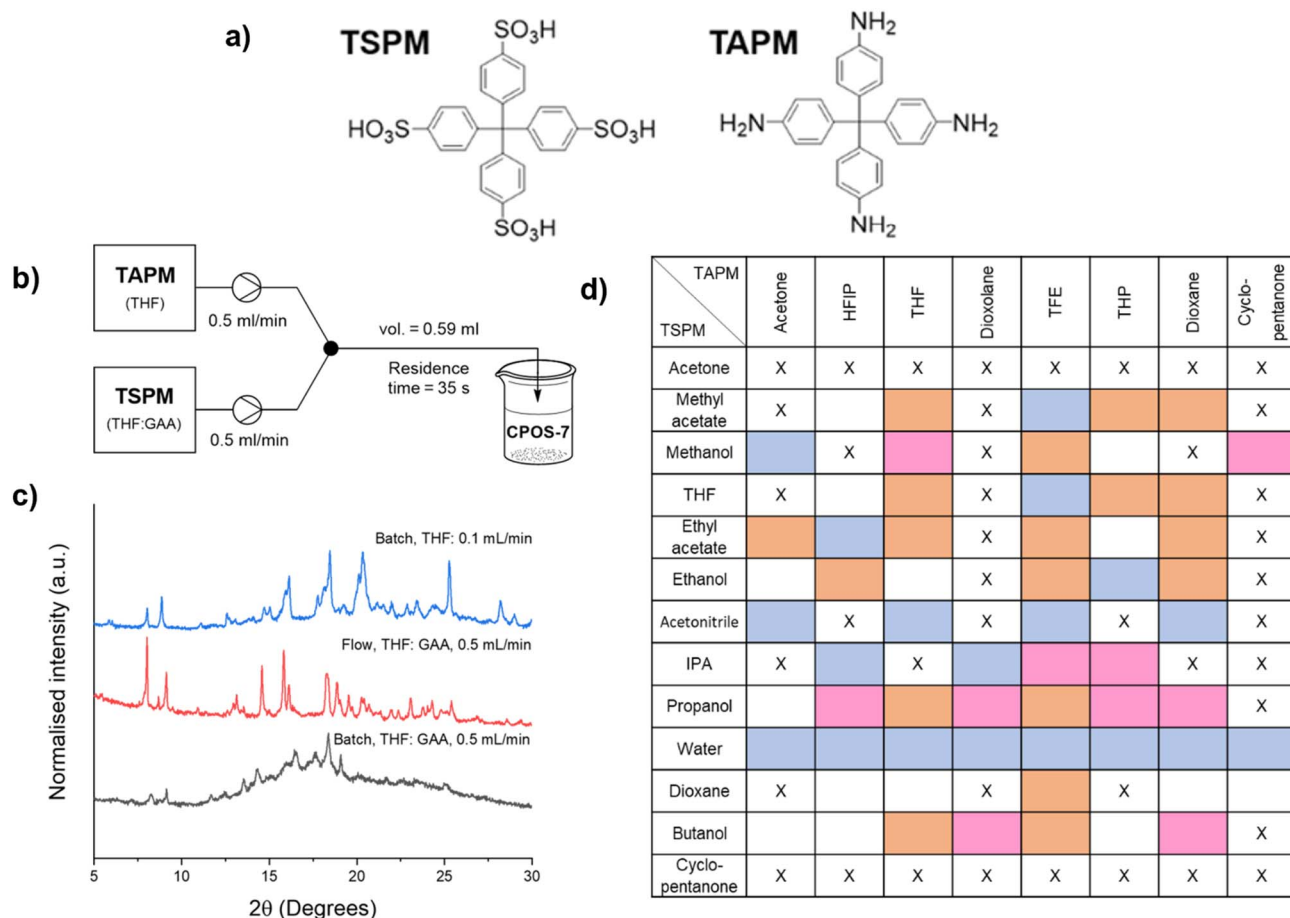 a)
TSPM
SO3H
HO3S
SO3H
SO3H
TAPM
NH2
H2N
NH2
NH2
b)
TAPM
(THF)
0.5 ml/min
TSPM
(THF:GAA)
0.5 ml/min
vol. = 0.59 ml
Residence
time = 35 s
CPOS-7
c)
Normalised intensity (a.u.)
Batch, THF: 0.1 mL/min
Flow, THF: GAA, 0.5 mL/min
Batch, THF: GAA, 0.5 mL/min
5 10 15 20 25 30
2θ (Degrees)
d)
TAPM
TSPM
Acetone
HFIP
THF
Dioxolane
TFE
THP
Dioxane
Cyclo-
pentanone
Acetone X X X X X X X X
Methyl
acetate X X X
Methanol X X X
THF X X X
Ethyl
acetate X X
Ethanol X X
Acetonitrile X X X X
IPA X X X X
Propanol X
Water
Dioxane X X X
Butanol X
Cyclo-
pentanone X X X X X X X X